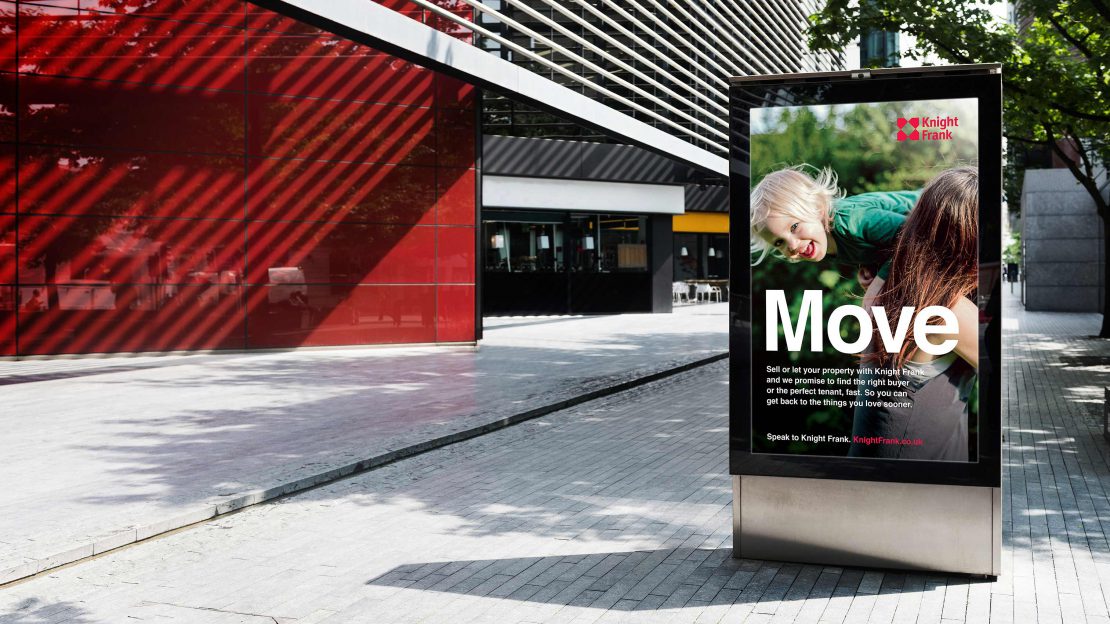 Knight
Frank
Move
Sell or let your property with Knight Frank
and we promise to find the right buyer
or the perfect tenant, fast. So you can
get back to the things you love sooner.
Speak to Knight Frank. KnightFrank.co.uk